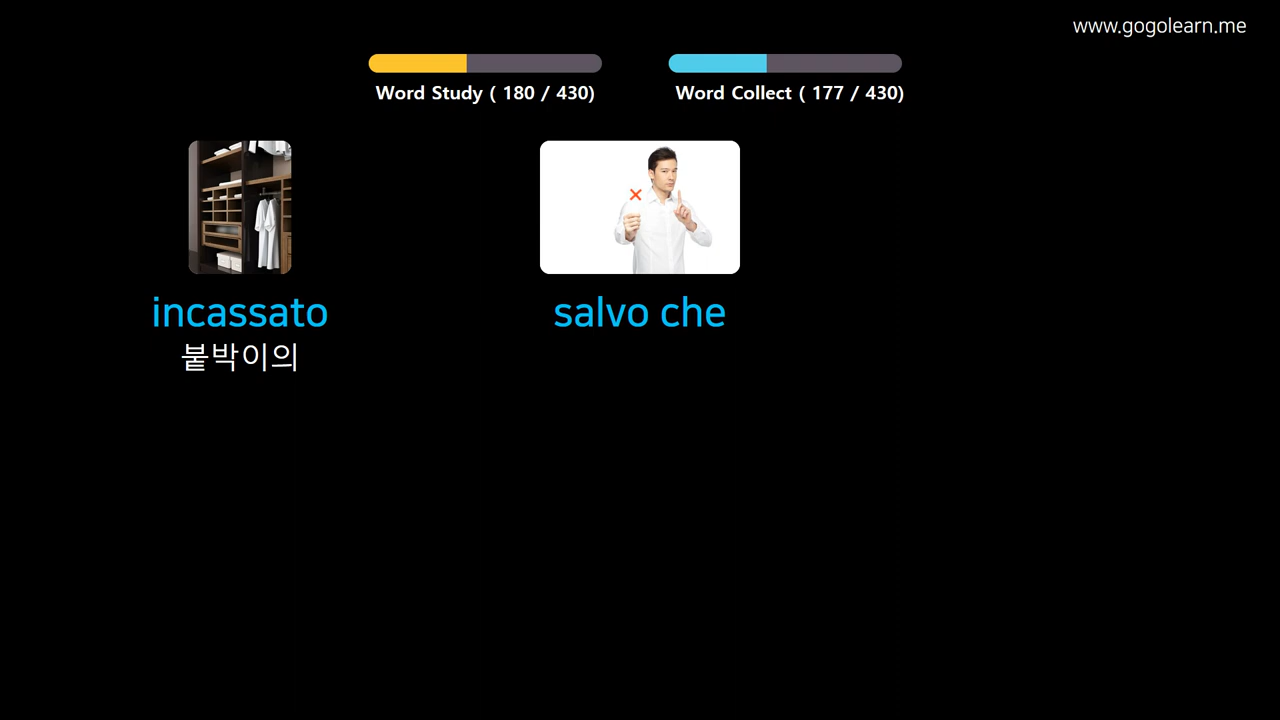 www.gogolearn.me
Word Study ( 180 / 430)
Word Collect ( 177 / 430)
incassato
붙박이의
salvo che